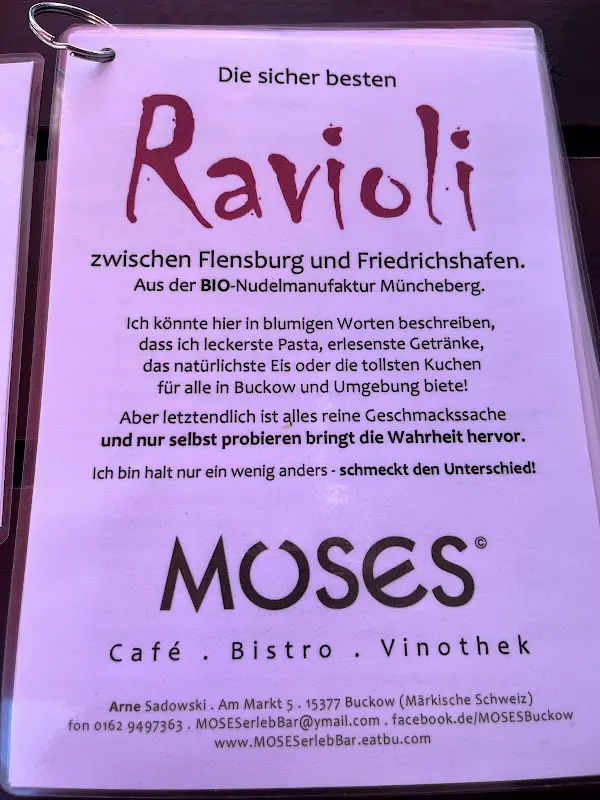 Die sicher besten
Ravioli
zwischen Flensburg und Friedrichshafen.
Aus der BIO-Nudelmanufaktur Müncheberg.
Ich könnte hier in blumigen Worten beschreiben,
dass ich leckerste Pasta, erlesenste Getränke,
das natürlichste Eis oder die tollsten Kuchen
für alle in Buckow und Umgebung biete!
Aber letztendlich ist alles reine Geschmackssache
und nur selbst probieren bringt die Wahrheit hervor.
Ich bin halt nur ein wenig anders - schmeckt den Unterschied!
MOSES©
Café . Bistro . Vinothek
Arne Sadowski . Am Markt 5 . 15377 Buckow (Märkische Schweiz)
fon 0162 9497363 . MOSESerlebBar@ymail.com . facebook.de/MOSESBuckow
www.MOSESerlebBar.eatbu.com